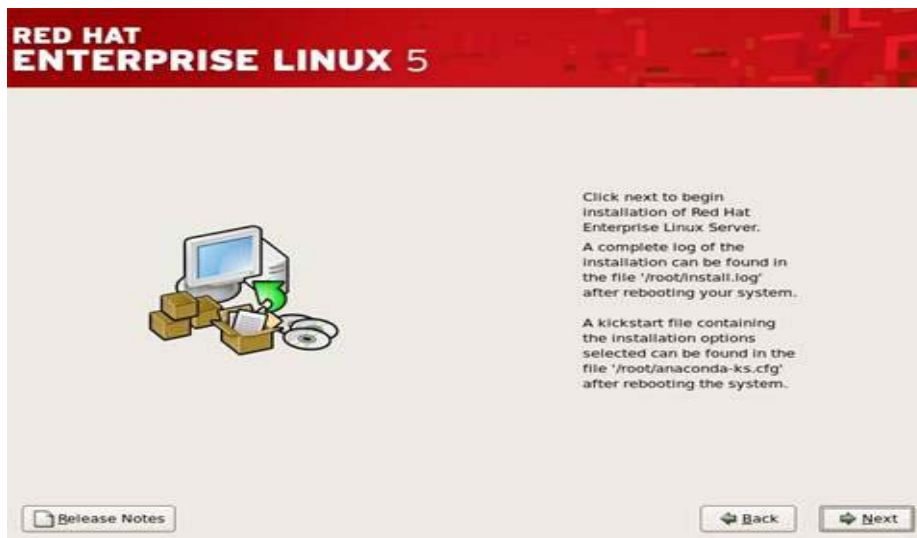 RED HAT
ENTERPRISE LINUX 5
Click next to begin
installation of Red Hat
Enterprise Linux Server.
A complete log of the
installation can be found in
the file '/root/install.log'
after rebooting your system.
A kickstart file containing
the installation options
selected can be found in the
file '/root/anaconda-ks.cfg'
after rebooting the system.
Release Notes
Back
Next